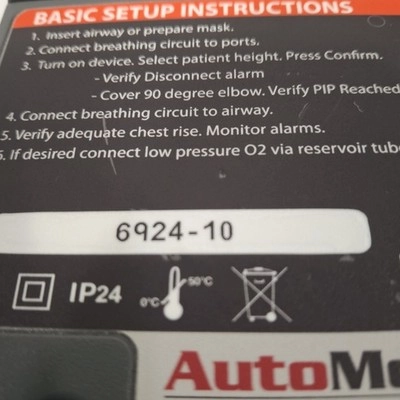 BASIC SETUP INSTRUCTIONS
1. Insert airway or prepare mask.
2. Connect breathing circuit to ports.
3. Turn on device. Select patient height. Press Confirm.
- Verify Disconnect alarm
- Cover 90 degree elbow. Verify PIP Reached
4. Connect breathing circuit to airway.
5. Verify adequate chest rise. Monitor alarms.
6. If desired connect low pressure O2 via reservoir tub
6924-10
IP24 0°C 50°C
AutoM